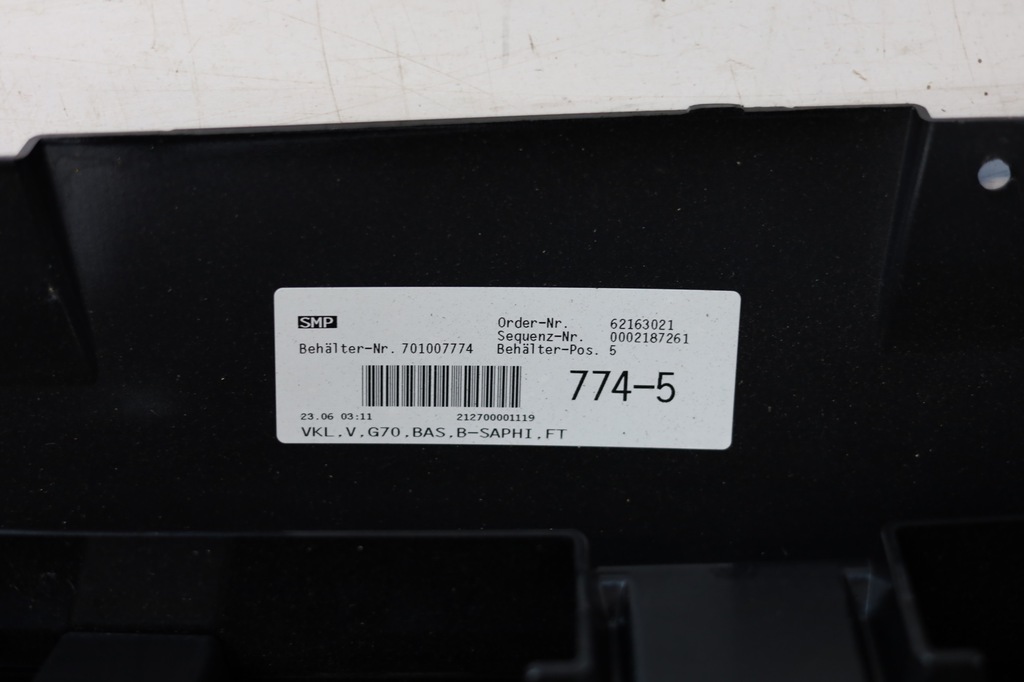 SMP
Order-Nr. 62163021
Sequenz-Nr. 0002187261
Behälter-Nr. 701007774 Behälter-Pos. 5
774-5
23.06 03:11 212700001119
VKL,V,G70,BAS,B-SAPHI,FT